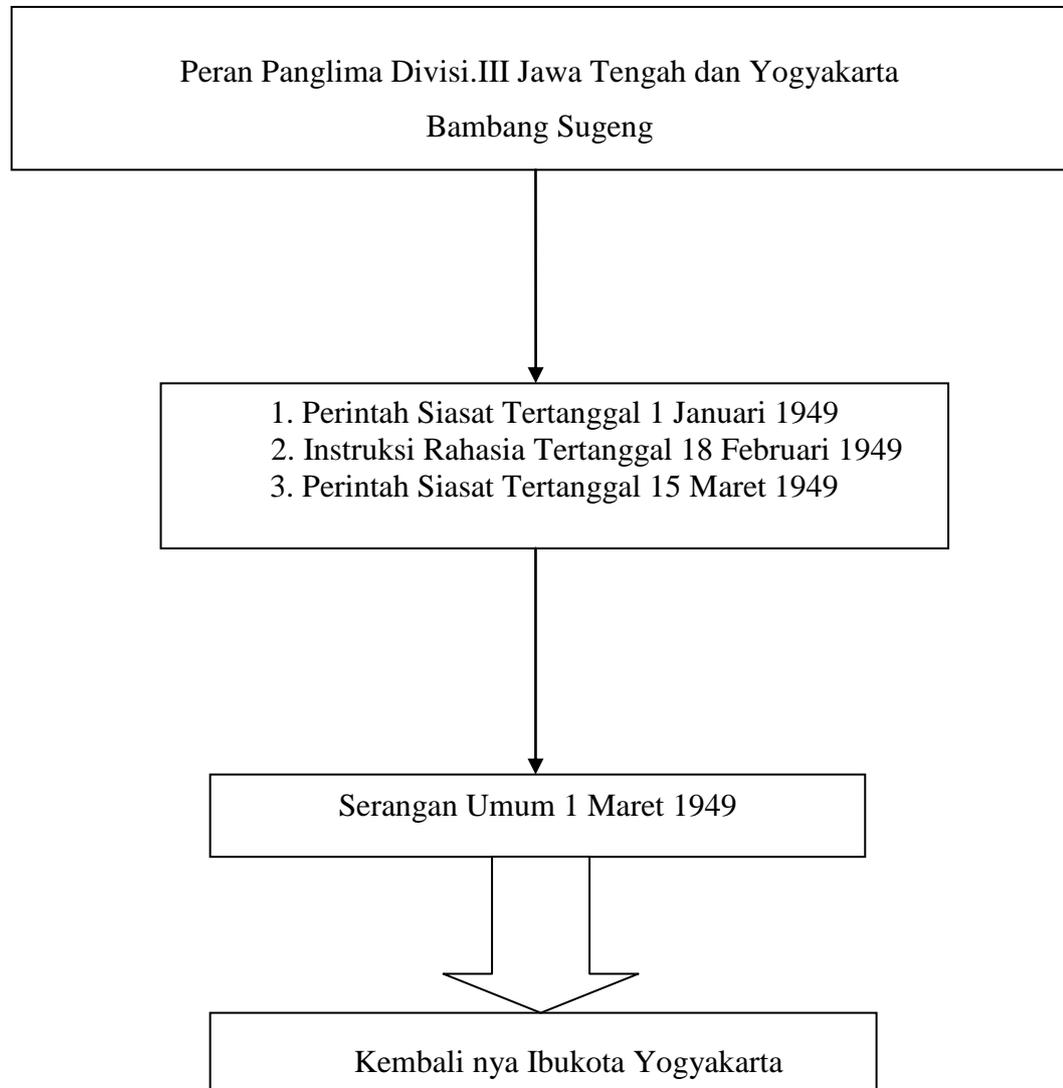 Peran Panglima Divisi.III Jawa Tengah dan Yogyakarta
Bambang Sugeng
1. Perintah Siasat Tertanggal 1 Januari 1949
2. Instruksi Rahasia Tertanggal 18 Februari 1949
3. Perintah Siasat Tertanggal 15 Maret 1949
Serangan Umum 1 Maret 1949
Kembali nya Ibukota Yogyakarta